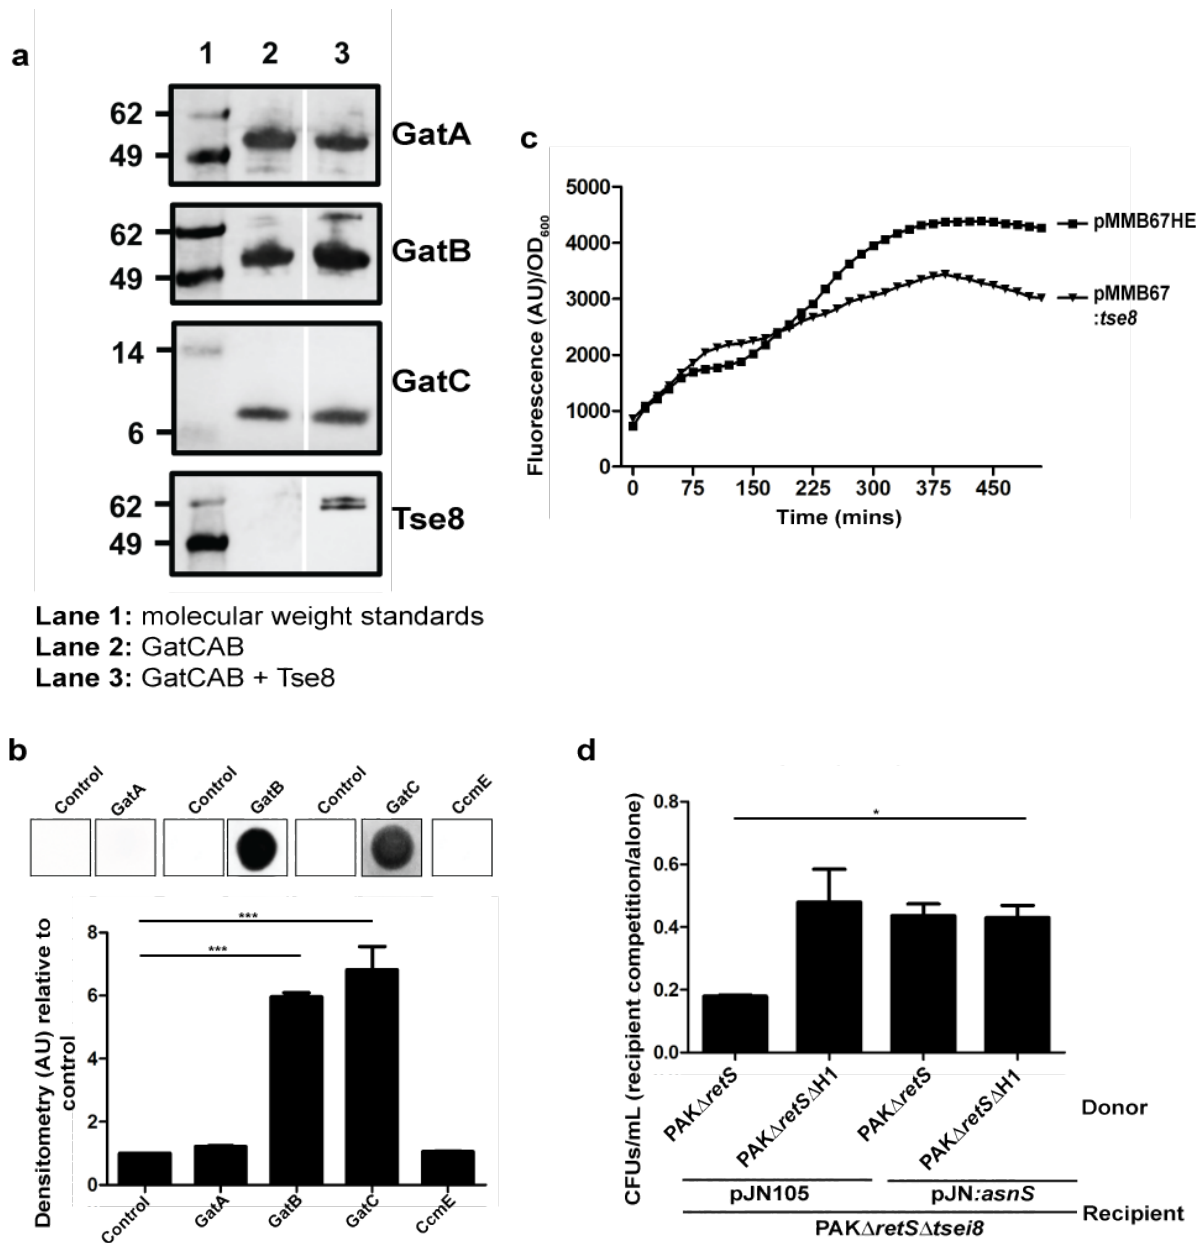 a
1 2 3
62
49
GatA
62
49
GatB
14
6
GatC
62
49
Tse8
Lane 1: molecular weight standards
Lane 2: GatCAB
Lane 3: GatCAB + Tse8
c
Fluorescence (AU)/OD600
5000
4000
3000
2000
1000
0
0 75 150 225 300 375 450
Time (mins)
pMMB67HE
pMMB67
:tse8
b
Control GatA Control GatB Control GatC CcmE
Densitometry (AU) relative to
control
8
6
4
2
0
***
***
Control GatA GatB GatC CcmE
d
CFUs/mL (recipient competition/alone)
0.8
0.6
0.4
0.2
0.0
*
PAKΔretS PAKΔretSΔH1 PAKΔretS PAKΔretSΔH1
Donor
pJN105 pJN:asnS
Recipient
PAKΔretSΔtsei8